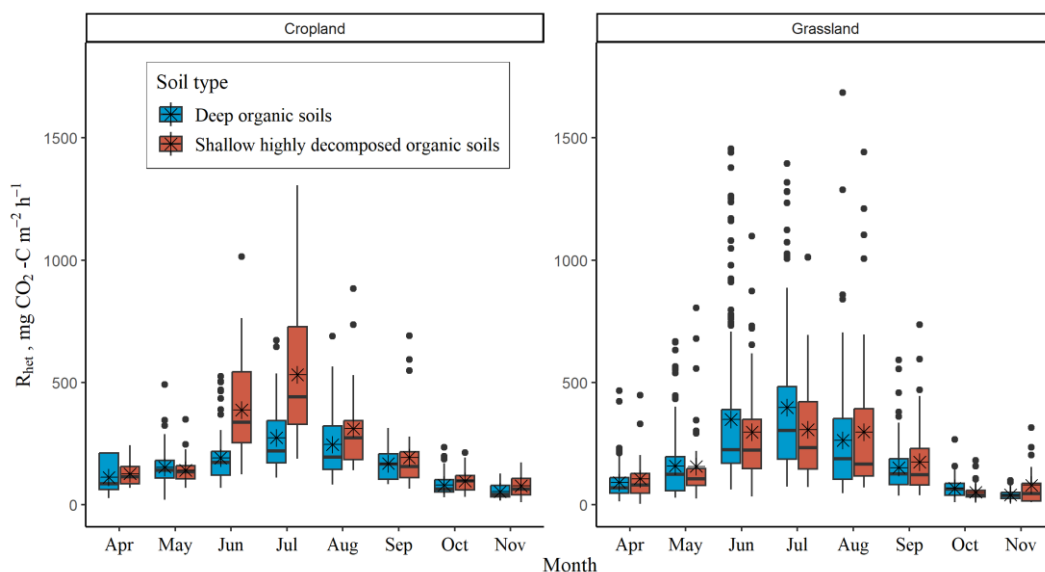 Cropland
Grassland
Soil type
Deep organic soils
Shallow highly decomposed organic soils
R_het , mg CO₂ -C m⁻² h⁻¹
1500
1000
500
0
1500
1000
500
0
Apr May Jun Jul Aug Sep Oct Nov
Apr May Jun Jul Aug Sep Oct Nov
Month